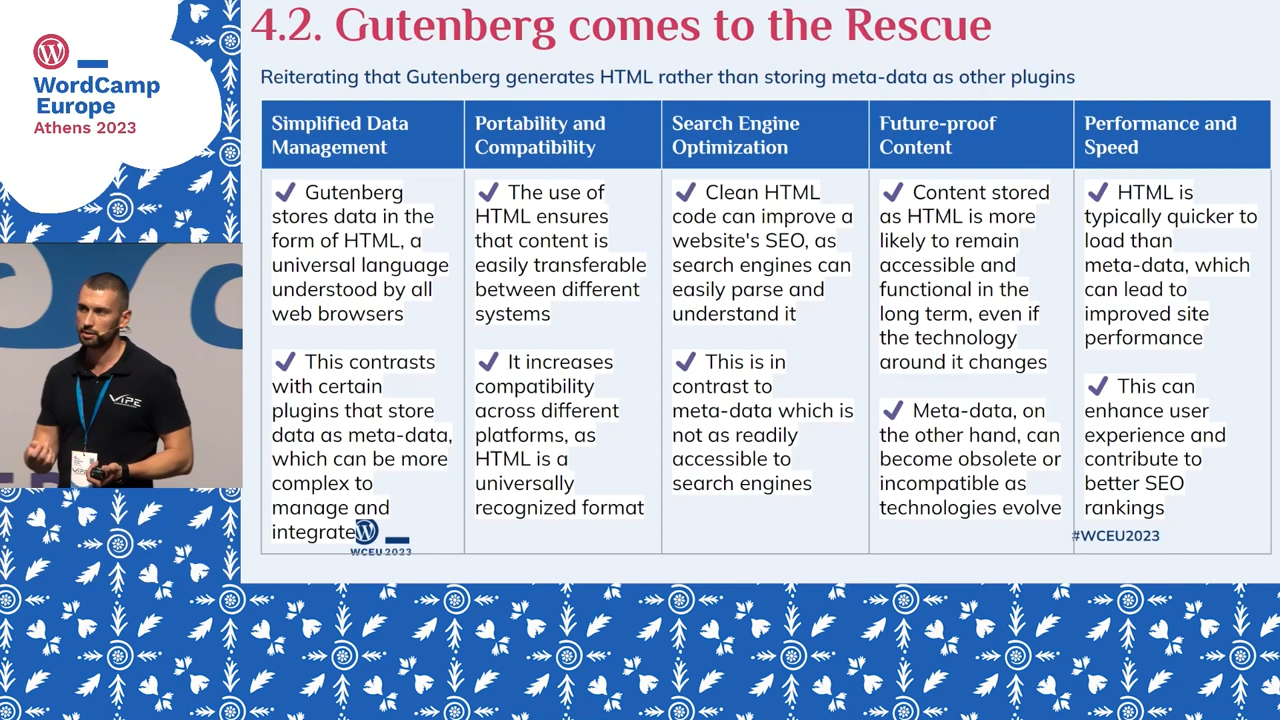 WordCamp
Europe
Athens 2023
4.2. Gutenberg comes to the Rescue
Reiterating that Gutenberg generates HTML rather than storing meta-data as other plugins
Simplified Data
Management
✔ Gutenberg
stores data in the
form of HTML, a
universal language
understood by all
web browsers
✔ This contrasts
with certain
plugins that store
data as meta-data,
which can be more
complex to
manage and
integrate
Portability and
Compatibility
✔ The use of
HTML ensures
that content is
easily transferable
between different
systems
✔ It increases
compatibility
across different
platforms, as
HTML is a
universally
recognized format
Search Engine
Optimization
✔ Clean HTML
code can improve a
website's SEO, as
search engines can
easily parse and
understand it
✔ This is in
contrast to
meta-data which is
not as readily
accessible to
search engines
Future-proof
Content
✔ Content stored
as HTML is more
likely to remain
accessible and
functional in the
long term, even if
the technology
around it changes
✔ Meta-data, on
the other hand, can
become obsolete or
incompatible as
technologies evolve
Performance and
Speed
✔ HTML is
typically quicker to
load than
meta-data, which
can lead to
improved site
performance
✔ This can
enhance user
experience and
contribute to
better SEO
rankings
WCEU 2023
#WCEU2023
VIPE
VIPE